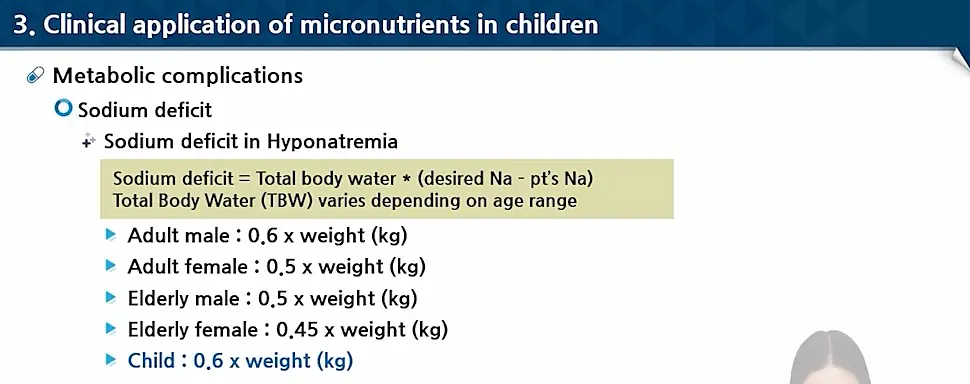 3. Clinical application of micronutrients in children
Metabolic complications
Sodium deficit
Sodium deficit in Hyponatremia
Sodium deficit = Total body water * (desired Na - pt's Na)
Total Body Water (TBW) varies depending on age range
Adult male : 0.6 x weight (kg)
Adult female : 0.5 x weight (kg)
Elderly male : 0.5 x weight (kg)
Elderly female : 0.45 x weight (kg)
Child : 0.6 x weight (kg)